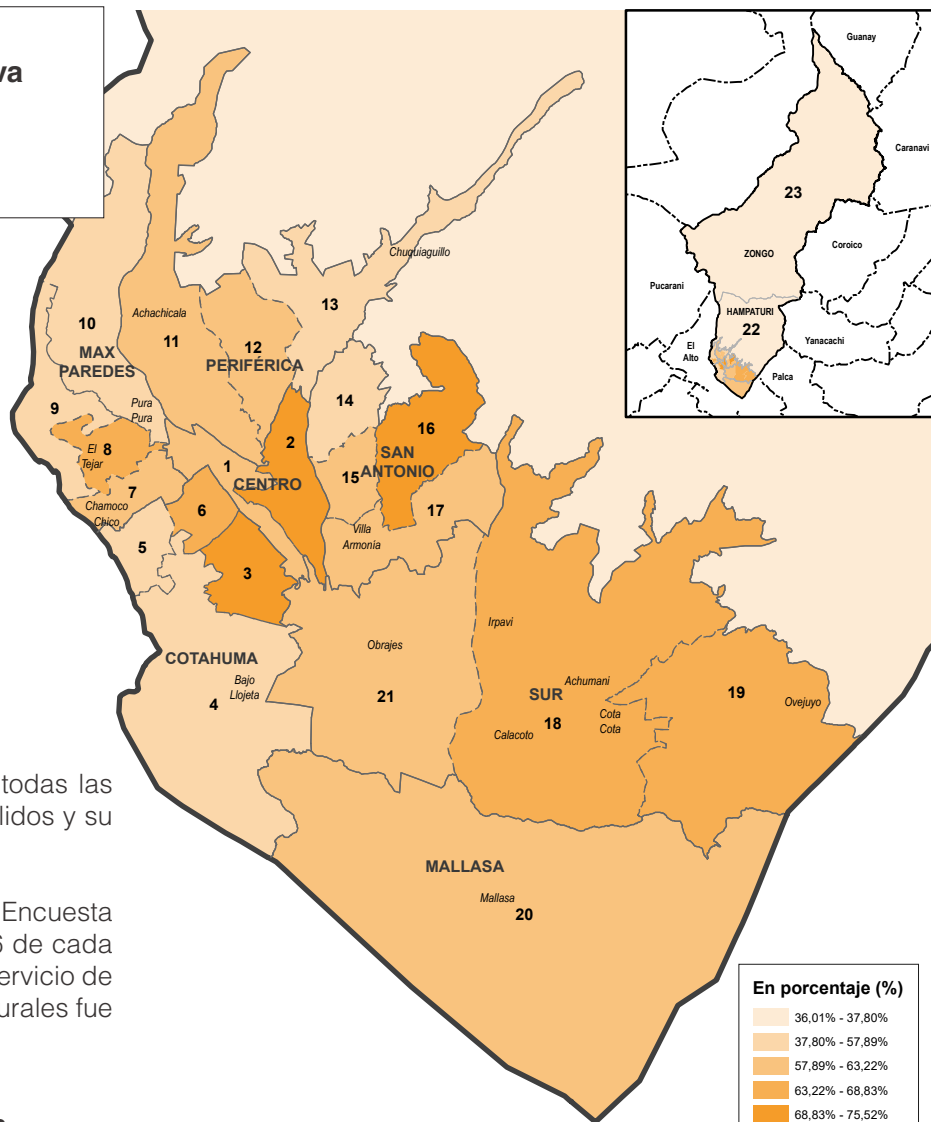 va
Guanay
Caranavi
23
ZONGO
Coroico
Pucarani
HAMPATURI
22
El
Alto
Yanacachi
Palca
Chuquiaguillo
13
10
Achachicala
11
12
MAX
PAREDES
PERIFÉRICA
14
Pura
Pura
9
16
2
El
Tejar
8
SAN
ANTONIO
1
CENTRO
15
7
17
6
Chamoco
Chico
Villa
Armonía
5
3
Irpavi
Obrajes
COTAHUMA
Bajo
Llojeta
4
21
Achumani
SUR
18
Cota
Cota
Calacoto
19
Ovejuyo
todas las
lidos y su
MALLASA
Mallasa
20
Encuesta
6 de cada
ervicio de
urales fue
En porcentaje (%)
36,01% - 37,80%
37,80% - 57,89%
57,89% - 63,22%
63,22% - 68,83%
68,83% - 75,52%